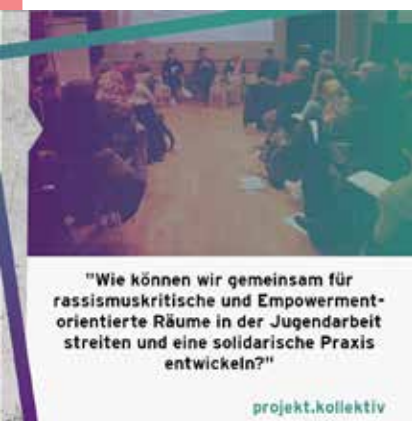 "Wie können wir gemeinsam für
rassismuskritische und Empowerment-
orientierte Räume in der Jugendarbeit
streiten und eine solidarische Praxis
entwickeln?"
projekt.kollektiv